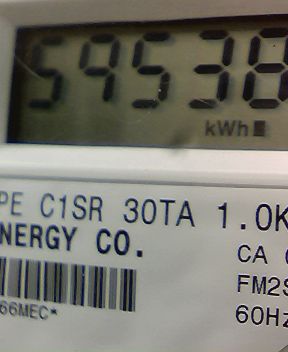 59538
kWh
PE C1SR 30TA 1.0K
NERGY CO.
CA
FM2S
66MEC*
60Hz